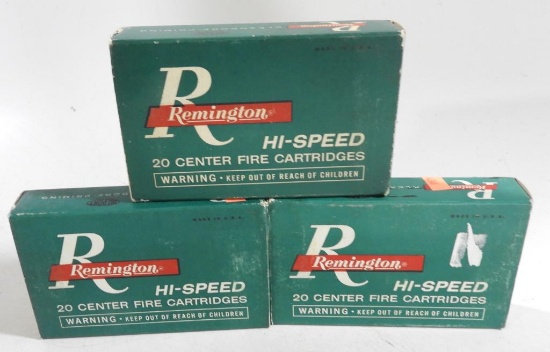 R
Remington®
HI-SPEED
20 CENTER FIRE CARTRIDGES
WARNING • KEEP OUT OF REACH OF CHILDREN
R
Remington®
HI-SPEED
20 CENTER FIRE CARTRIDGES
WARNING • KEEP OUT OF REACH OF CHILDREN
Remington
R
Remington®
HI-SPEED
20 CENTER FIRE CARTRIDGES
WARNING • KEEP OUT OF REACH OF CHILDREN